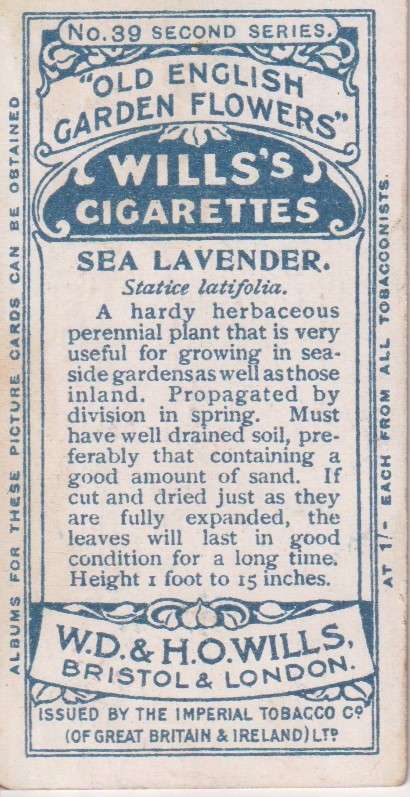 No. 39 SECOND SERIES.
"OLD ENGLISH
GARDEN FLOWERS"
WILLS'S
CIGARETTES
SEA LAVENDER.
Statice latifolia.
A hardy herbaceous
perennial plant that is very
useful for growing in sea-
side gardens as well as those
inland. Propagated by
division in spring. Must
have well drained soil, pre-
ferably that containing a
good amount of sand. If
cut and dried just as they
are fully expanded, the
leaves will last in good
condition for a long time.
Height 1 foot to 15 inches.
W.D. & H.O. WILLS,
BRISTOL & LONDON.
ISSUED BY THE IMPERIAL TOBACCO Co.
(OF GREAT BRITAIN & IRELAND) LTD.
ALBUMS FOR THESE PICTURE CARDS CAN BE OBTAINED
AT 1/- EACH FROM ALL TOBACCONISTS.